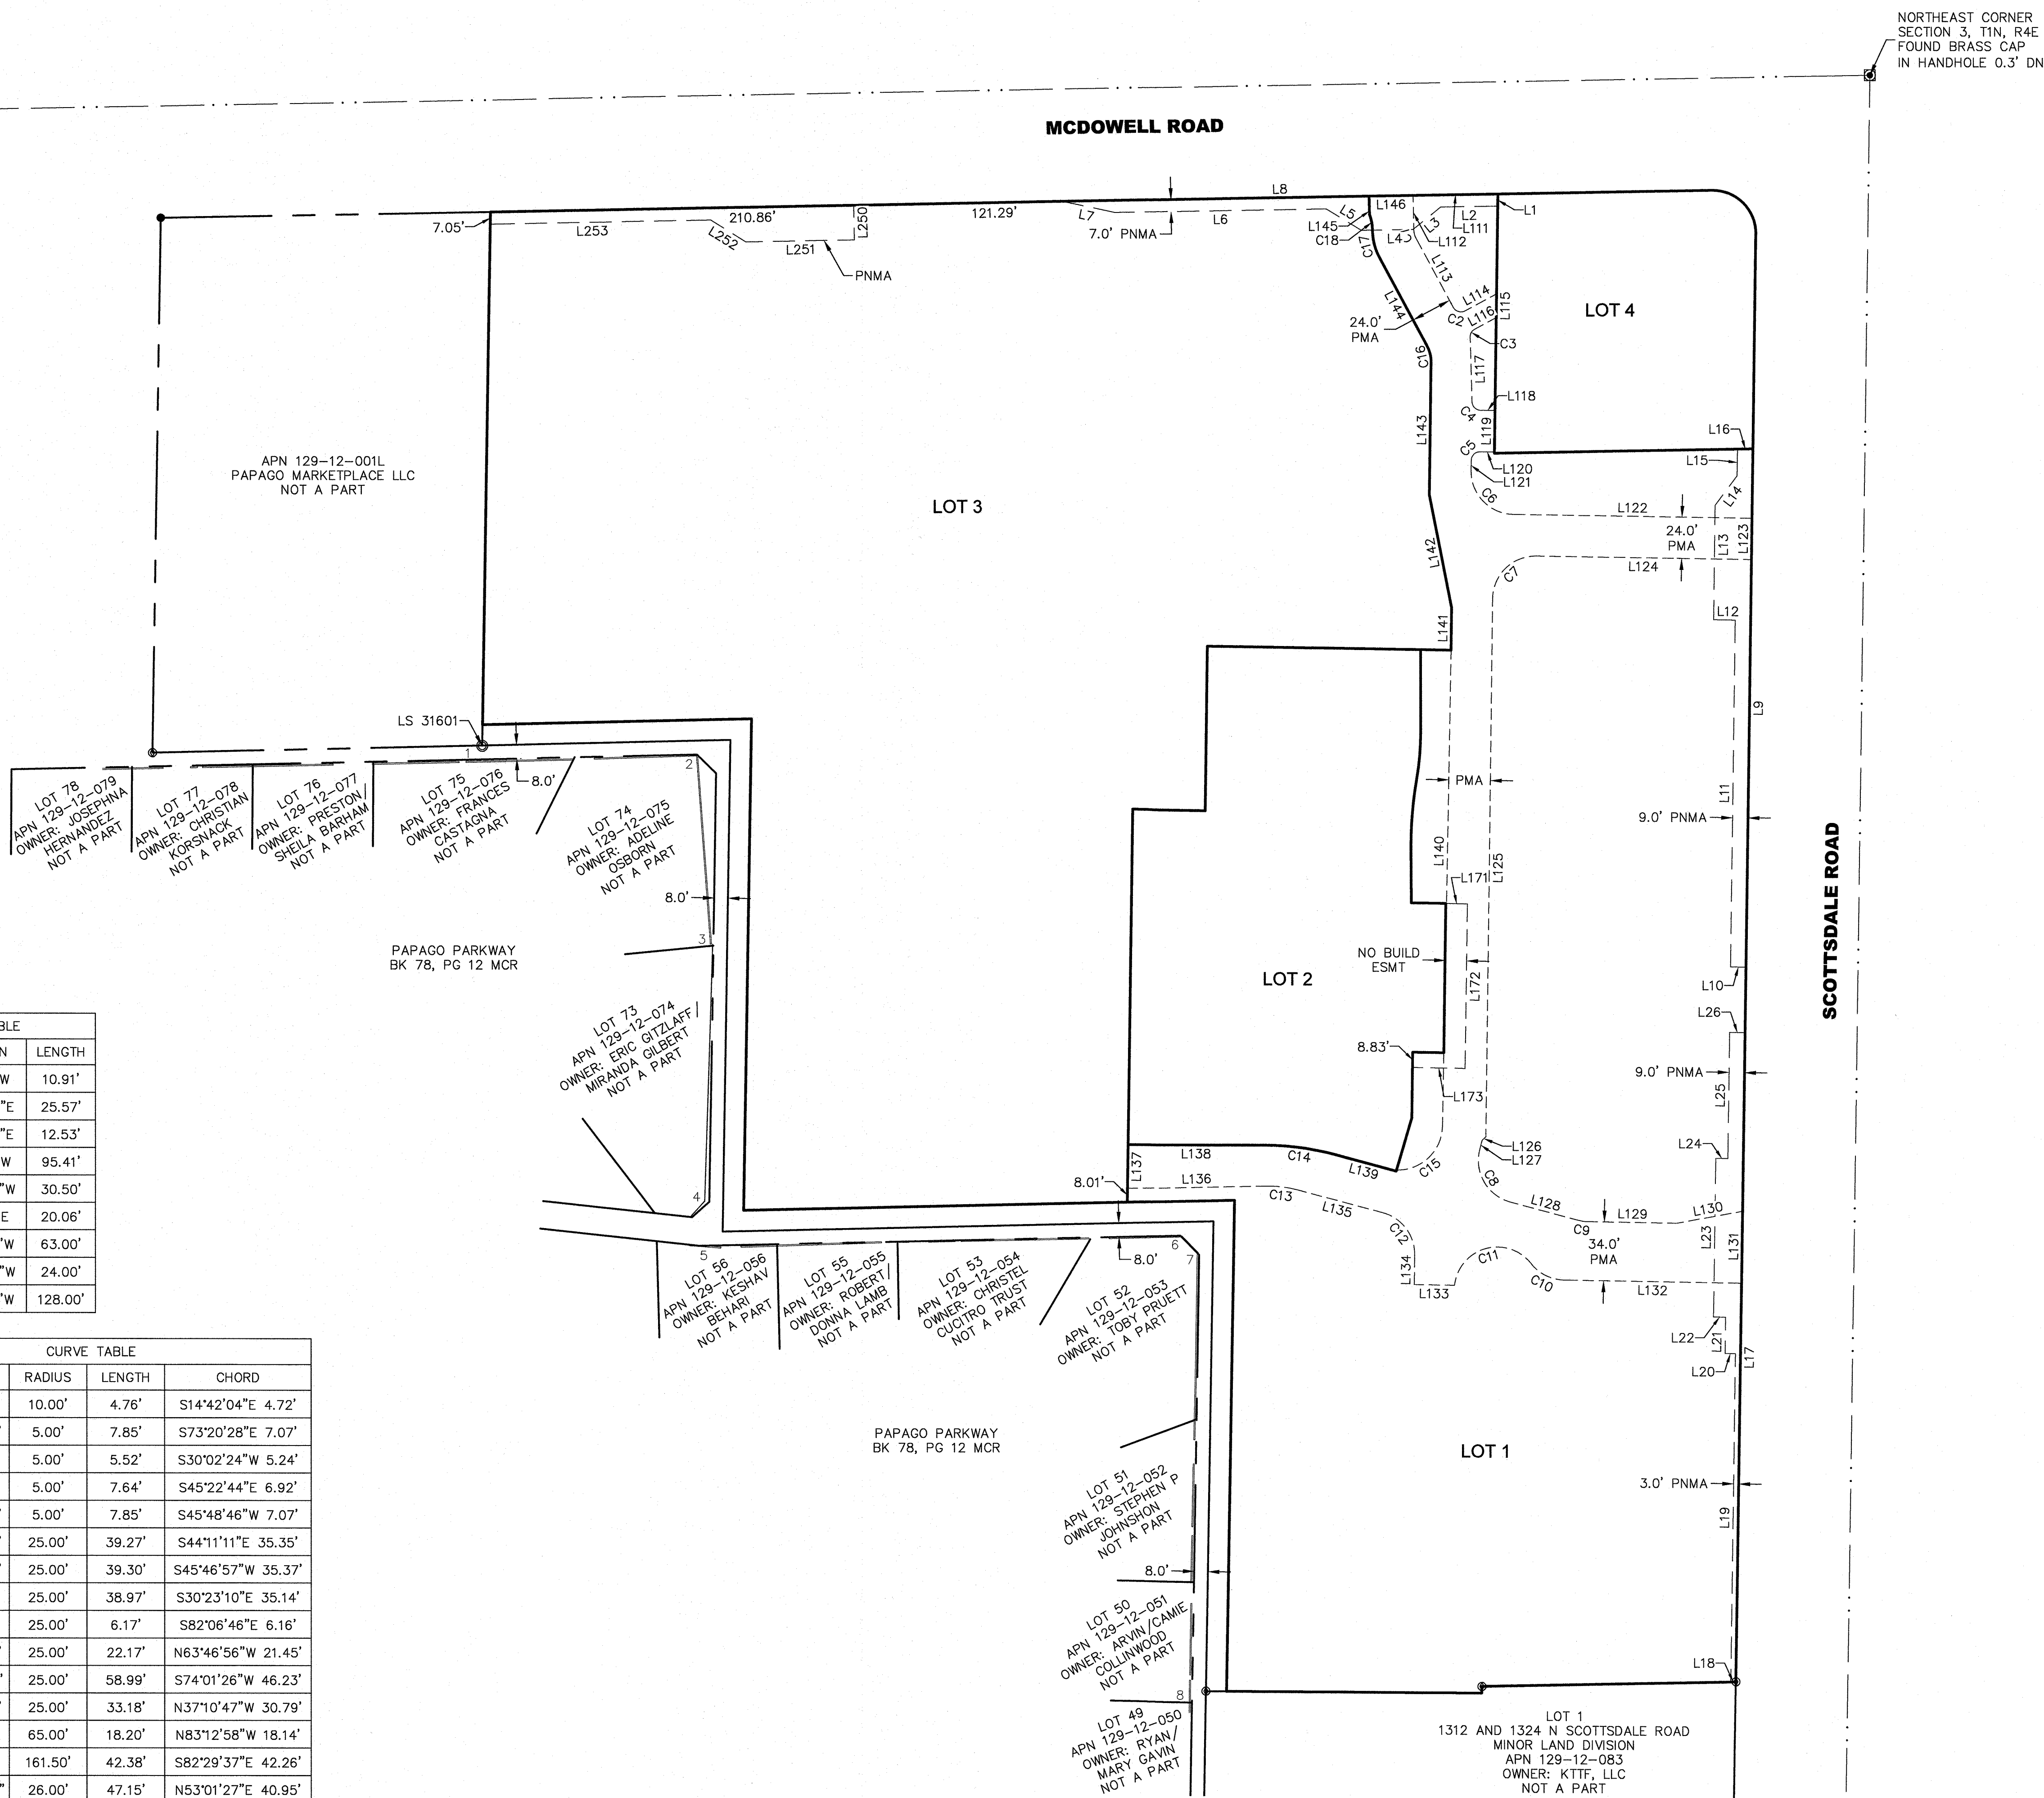 NORTHEAST CORNER
SECTION 3, T1N, R4E
FOUND BRASS CAP
IN HANDHOLE 0.3' DN
MCDOWELL ROAD
SCOTTSDALE ROAD
L8
L146
L1
L2
L3
L111
L112
L145
C18
C17
L5
L6
L7
7.0' PNMA
121.29'
210.86'
L250
L251
L252
L253
7.05'
PNMA
L113
L114
L115
L116
C2
C3
L144
24.0'
PMA
C16
L117
L118
C4
L119
L143
C5
L120
L121
C6
L122
L16
L15
L14
L13
L123
24.0'
PMA
L124
C7
L12
L142
L141
LOT 4
LOT 3
APN 129-12-001L
PAPAGO MARKETPLACE LLC
NOT A PART
LS 31601
1
8.0'
2
LOT 78
APN 129-12-079
OWNER: JOSEPHNA
HERNANDEZ
NOT A PART
LOT 77
APN 129-12-078
OWNER: CHRISTIAN
KORSNACK
NOT A PART
LOT 76
APN 129-12-077
OWNER: PRESTON/
SHEILA BARHAM
NOT A PART
LOT 75
APN 129-12-076
OWNER: FRANCES
CASTAGNA
NOT A PART
LOT 74
APN 129-12-075
OWNER: ADELINE
OSBORN
NOT A PART
8.0'
3
PAPAGO PARKWAY
BK 78, PG 12 MCR
LOT 73
APN 129-12-074
OWNER: ERIC GITZLAFF/
MIRANDA GILBERT
NOT A PART
4
5
PMA
L140
L125
L171
L172
NO BUILD
ESMT
LOT 2
8.83'
L173
L9
L11
9.0' PNMA
L10
L26
9.0' PNMA
L25
L24
L126
L127
C8
L128
C9
L129
L130
L23
L131
34.0'
PMA
L132
C10
C11
L133
L134
C12
L135
C13
L136
L137
L138
C14
L139
C15
8.01'
8.0'
6
7
L22
L21
L20
L17
LOT 56
APN 129-12-056
OWNER: KESHAV
BEHARI
NOT A PART
LOT 55
APN 129-12-055
OWNER: ROBERT/
DONNA LAMB
NOT A PART
LOT 53
APN 129-12-054
OWNER: CHRISTEL
CUCITRO TRUST
NOT A PART
LOT 52
APN 129-12-053
OWNER: TOBY PRUETT
NOT A PART
PAPAGO PARKWAY
BK 78, PG 12 MCR
LOT 1
3.0' PNMA
L19
L18
LOT 51
APN 129-12-052
OWNER: STEPHEN P
JOHNSHON
NOT A PART
8.0'
LOT 50
APN 129-12-051
OWNER: ARVIN/CAMIE
COLLINWOOD
NOT A PART
8
LOT 49
APN 129-12-050
OWNER: RYAN/
MARY GAVIN
NOT A PART
LOT 1
1312 AND 1324 N SCOTTSDALE ROAD
MINOR LAND DIVISION
APN 129-12-083
OWNER: KTTF, LLC
NOT A PART
BLE
N LENGTH
W 10.91'
"E 25.57'
"E 12.53'
W 95.41'
"W 30.50'
E 20.06'
'W 63.00'
"W 24.00'
'W 128.00'
CURVE TABLE
RADIUS LENGTH CHORD
10.00' 4.76' S14°42'04"E 4.72'
5.00' 7.85' S73°20'28"E 7.07'
5.00' 5.52' S30°02'24"W 5.24'
5.00' 7.64' S45°22'44"E 6.92'
5.00' 7.85' S45°48'46"W 7.07'
25.00' 39.27' S44°11'11"E 35.35'
25.00' 39.30' S45°46'57"W 35.37'
25.00' 38.97' S30°23'10"E 35.14'
25.00' 6.17' S82°06'46"E 6.16'
25.00' 22.17' N63°46'56"W 21.45'
25.00' 58.99' S74°01'26"W 46.23'
25.00' 33.18' N37°10'47"W 30.79'
65.00' 18.20' N83°12'58"W 18.14'
161.50' 42.38' S82°29'37"E 42.26'
26.00' 47.15' N53°01'27"E 40.95'